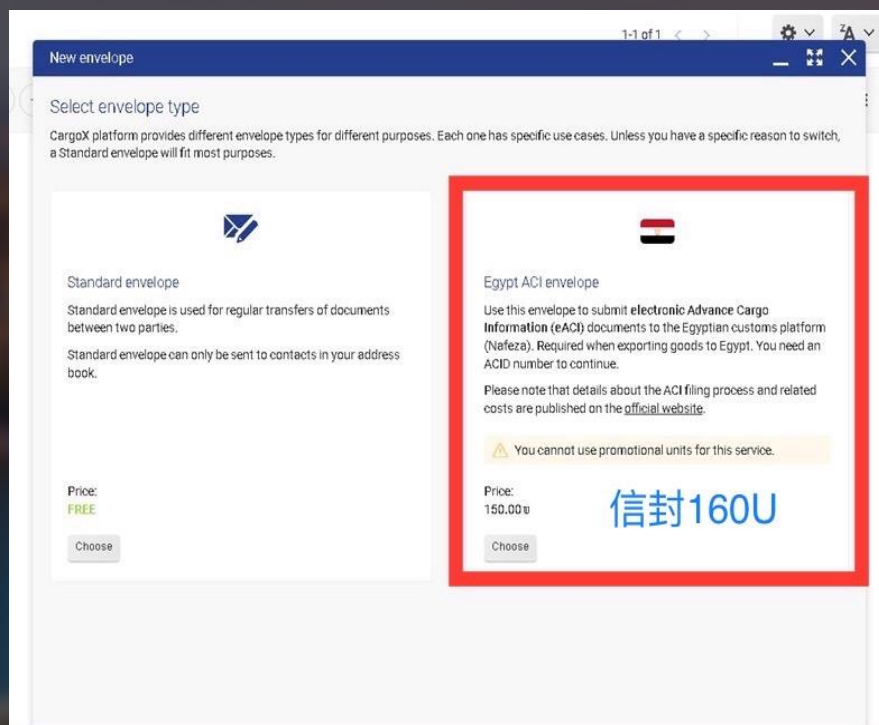 1-1 of 1
New envelope
Select envelope type
CargoX platform provides different envelope types for different purposes. Each one has specific use cases. Unless you have a specific reason to switch,
a Standard envelope will fit most purposes.
Standard envelope
Standard envelope is used for regular transfers of documents
between two parties.
Standard envelope can only be sent to contacts in your address
book.
Price:
FREE
Choose
Egypt ACI envelope
Use this envelope to submit electronic Advance Cargo
Information (eACI) documents to the Egyptian customs platform
(Nafeza). Required when exporting goods to Egypt. You need an
ACID number to continue.
Please note that details about the ACI filing process and related
costs are published on the official website.
You cannot use promotional units for this service.
Price:
150.00
信封160U
Choose